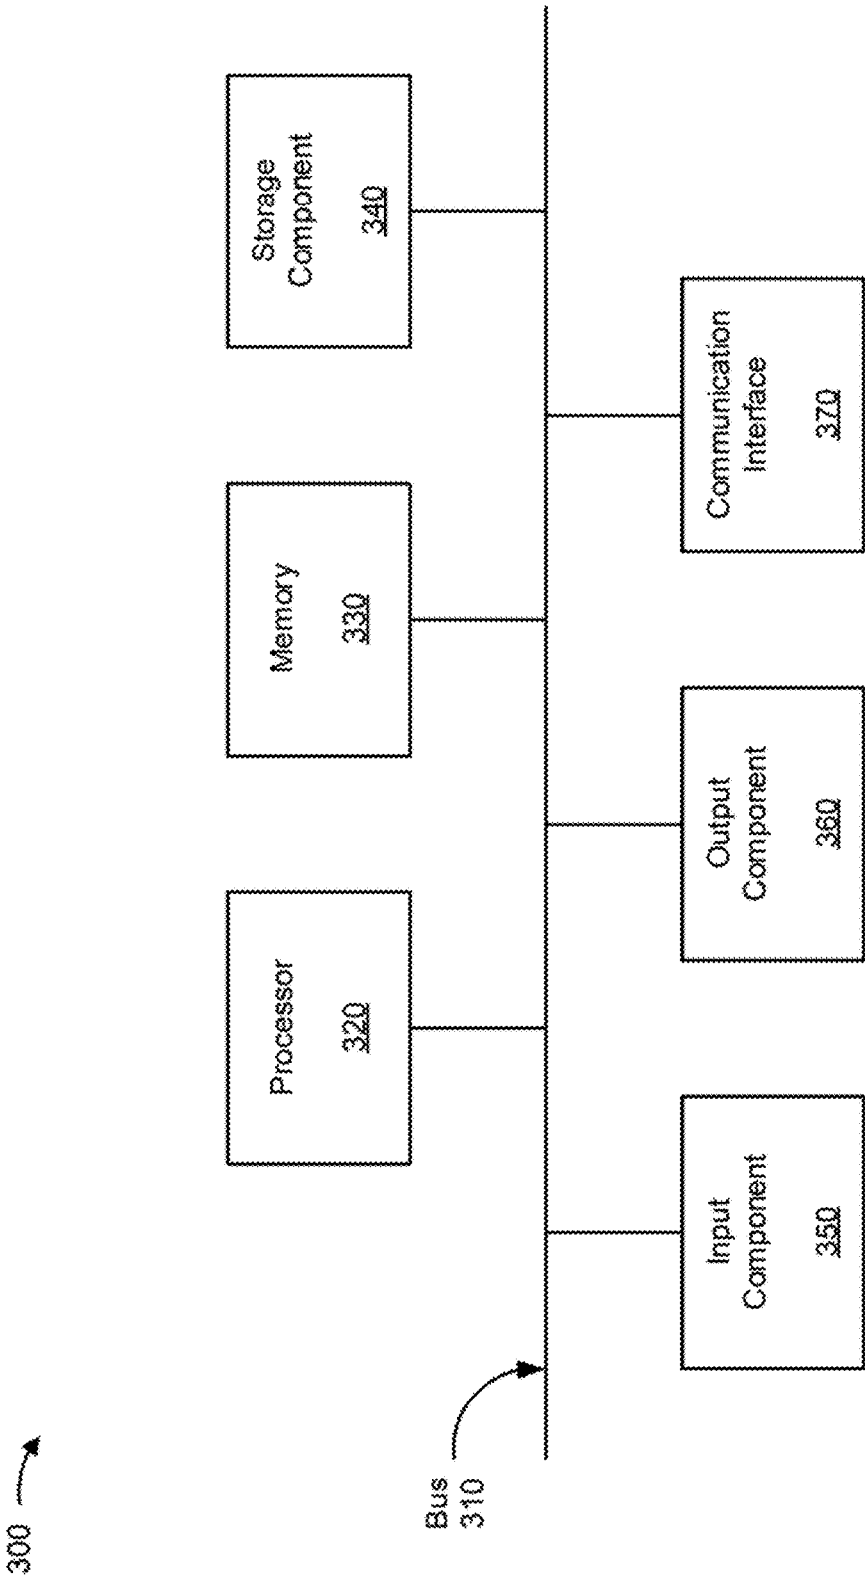 300
Processor
320
Memory
330
Storage
Component
340
Bus
310
Input
Component
350
Output
Component
360
Communication
Interface
370